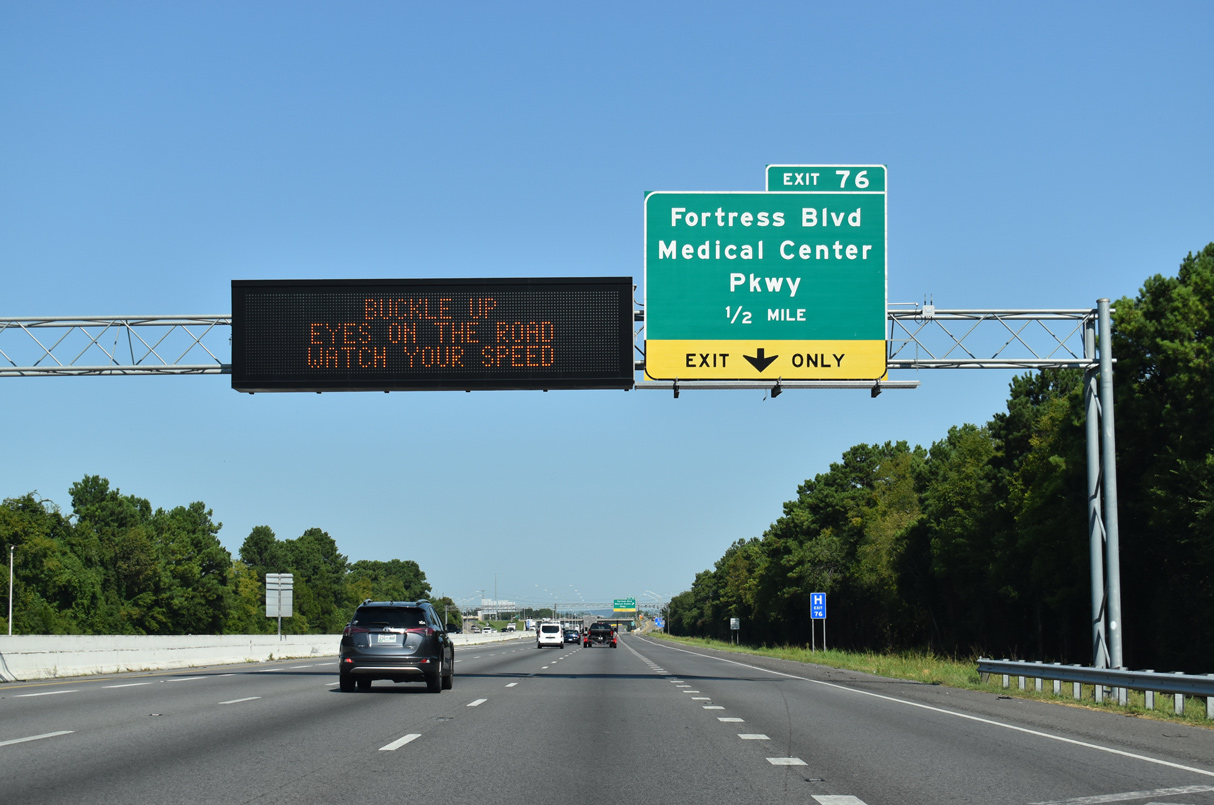 BUCKLE UP
EYES ON THE ROAD
WATCH YOUR SPEED
EXIT 76
Fortress Blvd
Medical Center
Pkwy
1/2 MILE
EXIT ONLY
H
EXIT
76